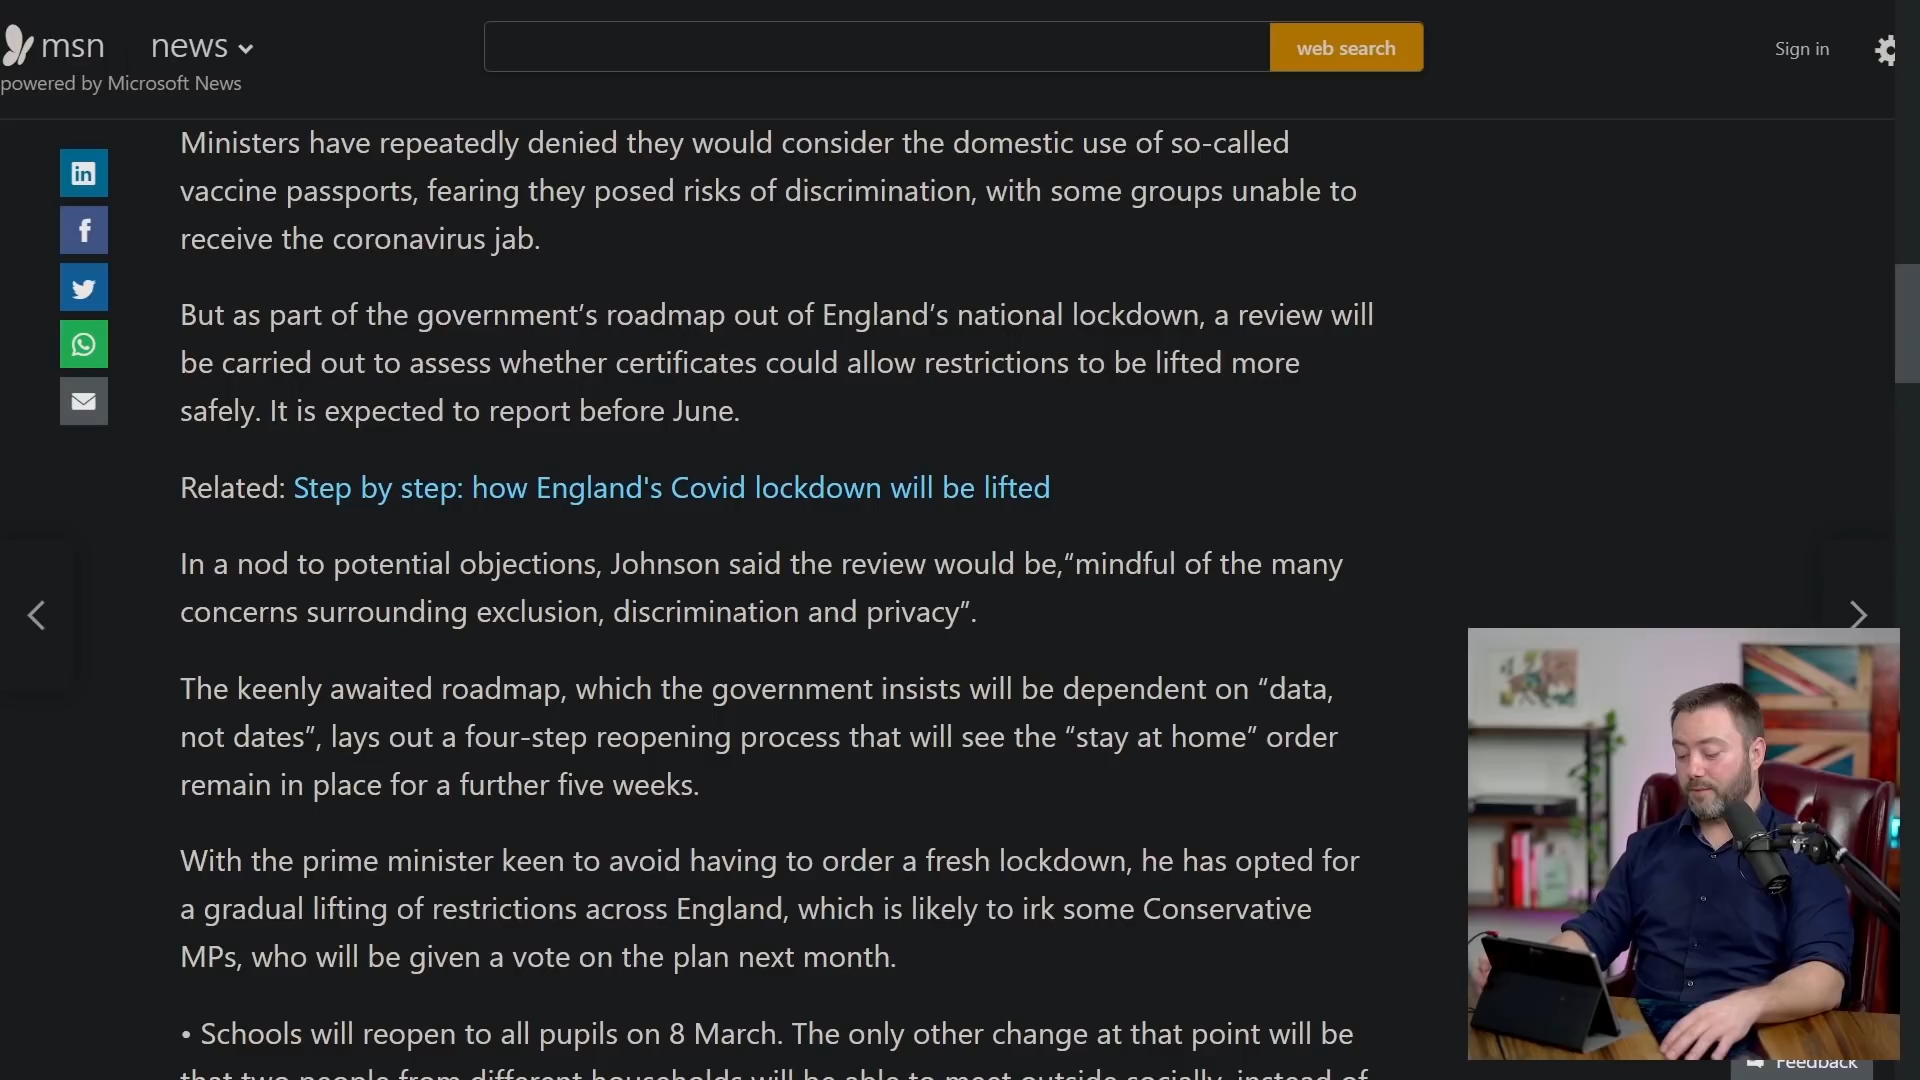 msn news
powered by Microsoft News
web search
Sign in
Ministers have repeatedly denied they would consider the domestic use of so-called
vaccine passports, fearing they posed risks of discrimination, with some groups unable to
receive the coronavirus jab.
But as part of the government’s roadmap out of England’s national lockdown, a review will
be carried out to assess whether certificates could allow restrictions to be lifted more
safely. It is expected to report before June.
Related: Step by step: how England's Covid lockdown will be lifted
In a nod to potential objections, Johnson said the review would be,“mindful of the many
concerns surrounding exclusion, discrimination and privacy”.
The keenly awaited roadmap, which the government insists will be dependent on “data,
not dates”, lays out a four-step reopening process that will see the “stay at home” order
remain in place for a further five weeks.
With the prime minister keen to avoid having to order a fresh lockdown, he has opted for
a gradual lifting of restrictions across England, which is likely to irk some Conservative
MPs, who will be given a vote on the plan next month.
• Schools will reopen to all pupils on 8 March. The only other change at that point will be
that two people from different households will be able to meet outside socially, instead of
Feedback